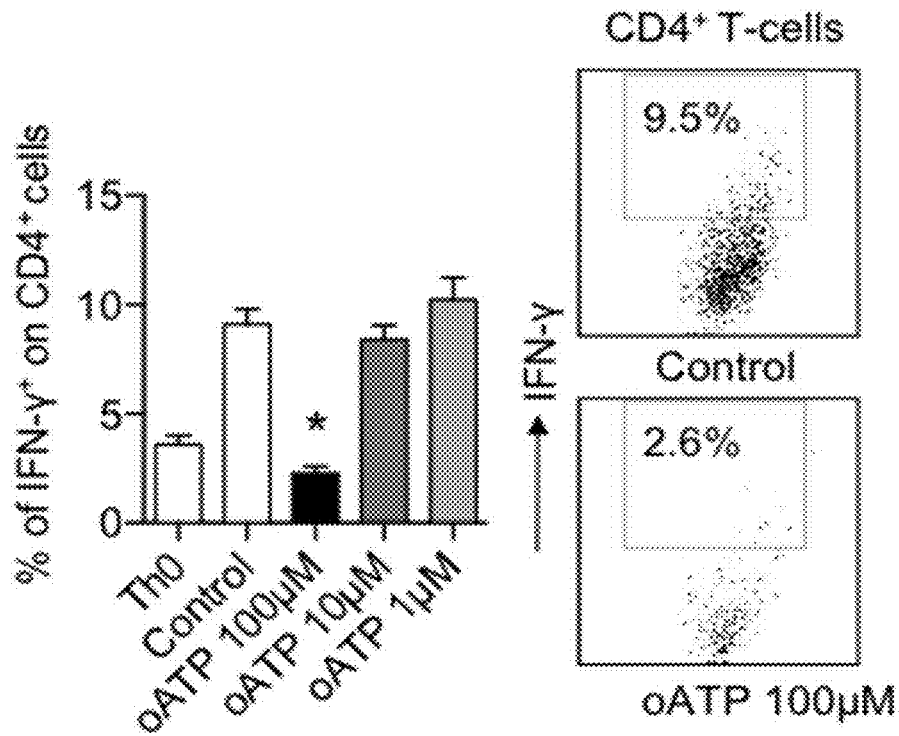 % of IFN-γ⁺ on CD4⁺ cells
15
10
5
0
*
Th0
Control
oATP 100µM
oATP 10µM
oATP 1µM
CD4⁺ T-cells
9.5%
Control
IFN-γ
2.6%
oATP 100µM